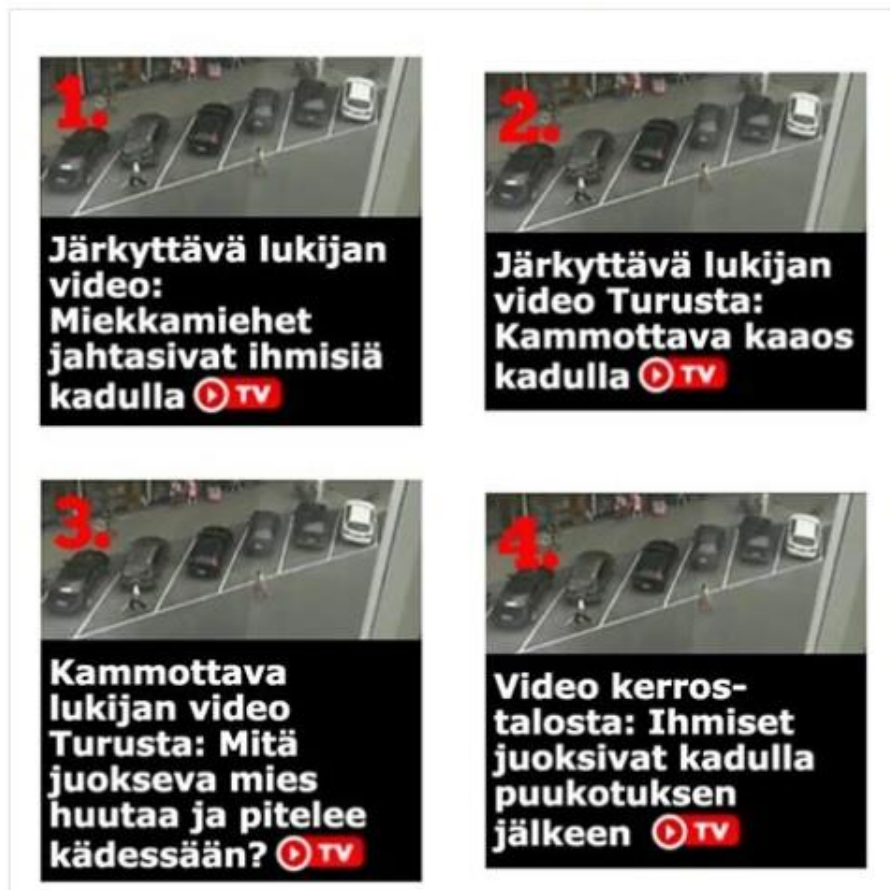 1.
Järkyttävä lukijan
video:
Miekkamiehet
jahtasivat ihmisiä
kadulla TV
2.
Järkyttävä lukijan
video Turusta:
Kammottava kaaos
kadulla TV
3.
Kammottava
lukijan video
Turusta: Mitä
juokseva mies
huutaa ja pitelee
kädessään? TV
4.
Video kerros-
talosta: Ihmiset
juoksivat kadulla
puukotuksen
jälkeen TV